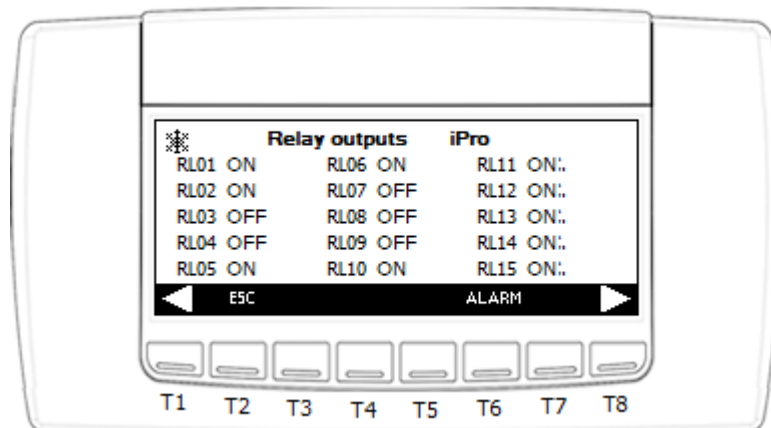 Relay outputs iPro
RL01 ON RL06 ON RL11 ON:.
RL02 ON RL07 OFF RL12 ON:.
RL03 OFF RL08 OFF RL13 ON:.
RL04 OFF RL09 OFF RL14 ON:.
RL05 ON RL10 ON RL15 ON:.
ESC ALARM
T1 T2 T3 T4 T5 T6 T7 T8